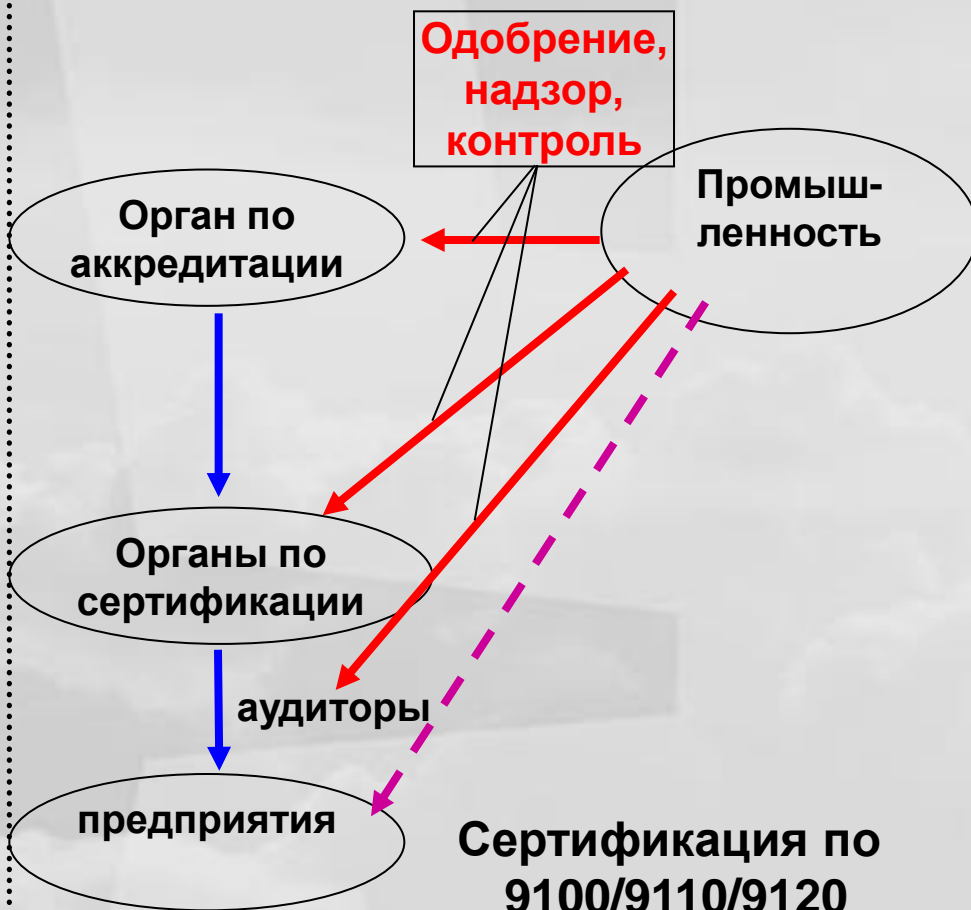 Одобрение,
надзор,
контроль
Промыш-
ленность
Орган по
аккредитации
Органы по
сертификации
аудиторы
предприятия
Сертификация по
9100/9110/9120